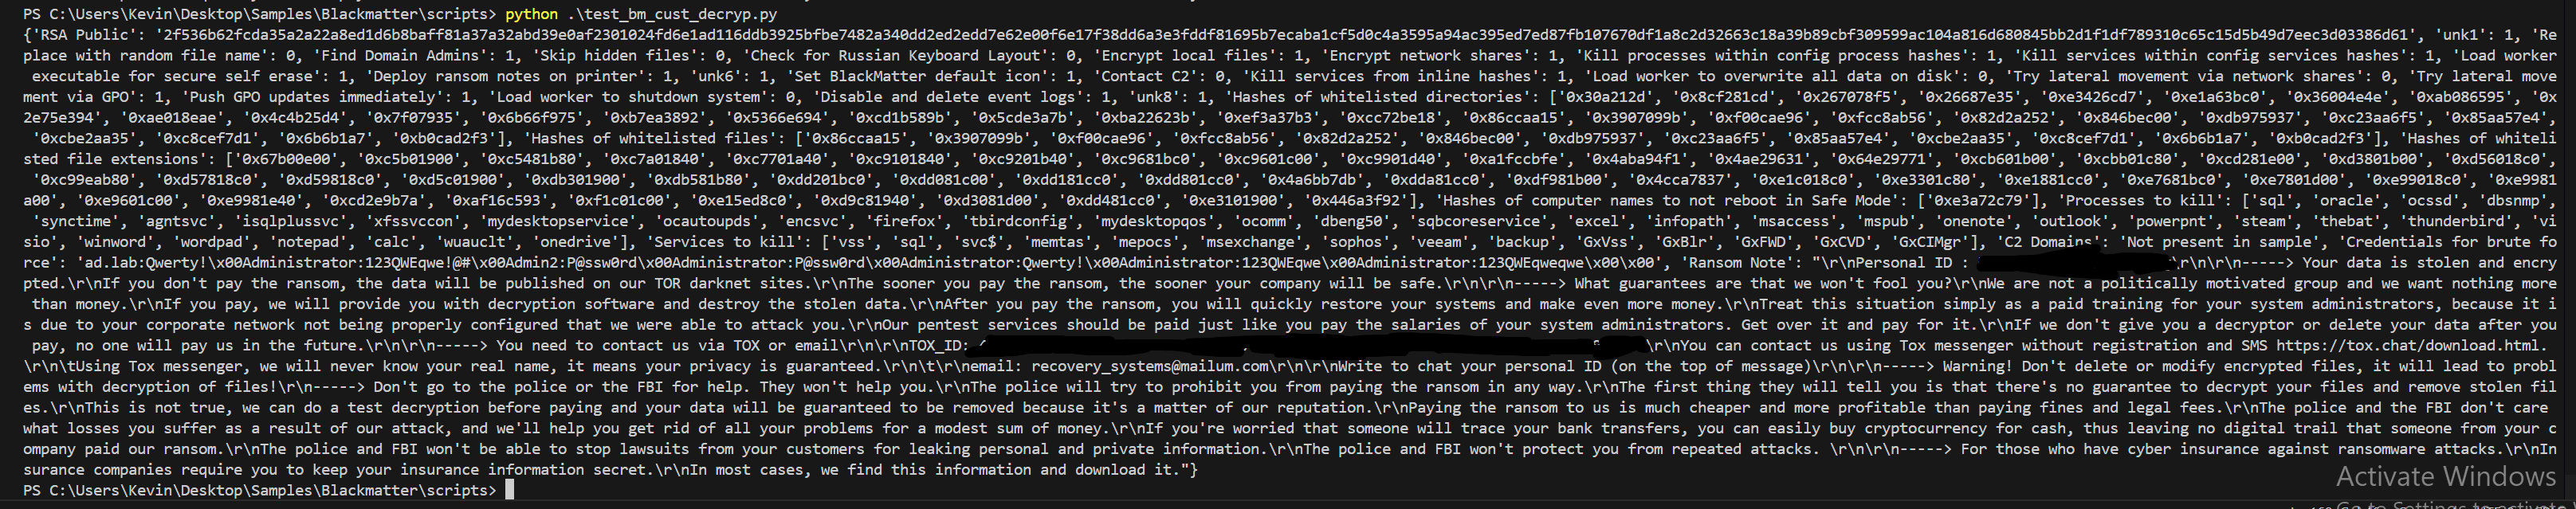 PS C:\Users\Kevin\Desktop\Samples\Blackmatter\scripts> python .\test_bm_cust_decryp.py
{'RSA Public': '2f536b62fcda35a2a22a8ed1d6b8baff81a37a32abd39e0af2301024fd6e1ad116ddb3925bfbe7482a340dd2ed2edd7e62e00f6e17f38dd6a3e3fddf81695b7ecaba1cf5d0c4a3595a94ac395ed7ed87fb107670df1a8c2d32663c18a39b89cbf309599ac104a816d680845bb2d1f1df789310c65c15d5b49d7eec3d03386d61', 'unk1': 1, 'Re
place with random file name': 0, 'Find Domain Admins': 1, 'Skip hidden files': 0, 'Check for Russian Keyboard Layout': 0, 'Encrypt local files': 1, 'Encrypt network shares': 1, 'Kill processes within config process hashes': 1, 'Kill services within config services hashes': 1, 'Load worker
 executable for secure self erase': 1, 'Deploy ransom notes on printer': 1, 'unk6': 1, 'Set BlackMatter default icon': 1, 'Contact C2': 0, 'Kill services from inline hashes': 1, 'Load worker to overwrite all data on disk': 0, 'Try lateral movement via network shares': 0, 'Try lateral move
ment via GPO': 1, 'Push GPO updates immediately': 1, 'Load worker to shutdown system': 0, 'Disable and delete event logs': 1, 'unk8': 1, 'Hashes of whitelisted directories': ['0x30a212d', '0x8cf281cd', '0x267078f5', '0x26687e35', '0xe3426cd7', '0xe1a63bc0', '0x36004e4e', '0xab086595', '0x
2e75e394', '0xae018eae', '0x4c4b25d4', '0x7f07935', '0x6b66f975', '0xb7ea3892', '0x5366e694', '0xcd1b589b', '0x5cde3a7b', '0xba22623b', '0xef3a37b3', '0xcc72be18', '0x86ccaa15', '0x3907099b', '0xf00cae96', '0xfcc8ab56', '0x82d2a252', '0x846bec00', '0xdb975937', '0xc23aa6f5', '0x85aa57e4',
 '0xcbe2aa35', '0xc8cef7d1', '0x6b6b1a7', '0xb0cad2f3'], 'Hashes of whitelisted files': ['0x86ccaa15', '0x3907099b', '0xf00cae96', '0xfcc8ab56', '0x82d2a252', '0x846bec00', '0xdb975937', '0xc23aa6f5', '0x85aa57e4', '0xcbe2aa35', '0xc8cef7d1', '0x6b6b1a7', '0xb0cad2f3'], 'Hashes of whiteli
sted file extensions': ['0x67b00e00', '0xc5b01900', '0xc5481b80', '0xc7a01840', '0xc7701a40', '0xc9101840', '0xc9201b40', '0xc9681bc0', '0xc9601c00', '0xc9901d40', '0xa1fccbfe', '0x4aba94f1', '0x4ae29631', '0x64e29771', '0xcb601b00', '0xcbb01c80', '0xcd281e00', '0xd3801b00', '0xd56018c0',
 '0xc99eab80', '0xd57818c0', '0xd59818c0', '0xd5c01900', '0xdb301900', '0xdb581b80', '0xdd201bc0', '0xdd081c00', '0xdd181cc0', '0xdd801cc0', '0x4a6bb7db', '0xdda81cc0', '0xdf981b00', '0x4cca7837', '0xe1c018c0', '0xe3301c80', '0xe1881cc0', '0xe7681bc0', '0xe7801d00', '0xe99018c0', '0xe9981
a00', '0xe9601c00', '0xe9981e40', '0xcd2e9b7a', '0xaf16c593', '0xf1c01c00', '0xe15ed8c0', '0xd9c81940', '0xd3081d00', '0xdd481cc0', '0xe3101900', '0x446a3f92'], 'Hashes of computer names to not reboot in Safe Mode': ['0xe3a72c79'], 'Processes to kill': ['sql', 'oracle', 'ocssd', 'dbsnmp',
 'synctime', 'agntsvc', 'isqlplussvc', 'xfssvccon', 'mydesktopservice', 'ocautoupds', 'encsvc', 'firefox', 'tbirdconfig', 'mydesktopqos', 'ocomm', 'dbeng50', 'sqbcoreservice', 'excel', 'infopath', 'msaccess', 'mspub', 'onenote', 'outlook', 'powerpnt', 'steam', 'thebat', 'thunderbird', 'vi
sio', 'winword', 'wordpad', 'notepad', 'calc', 'wuauclt', 'onedrive'], 'Services to kill': ['vss', 'sql', 'svc$', 'memtas', 'mepocs', 'msexchange', 'sophos', 'veeam', 'backup', 'GxVss', 'GxBlr', 'GxFWD', 'GxCVD', 'GxCIMgr'], 'C2 Domains': 'Not present in sample', 'Credentials for brute fo
rce': 'ad.lab:Qwerty!\x00Administrator:123QWEqwe!@#\x00Admin2:P@ssw0rd\x00Administrator:P@ssw0rd\x00Administrator:Qwerty!\x00Administrator:123QWEqwe\x00Administrator:123QWEqweqwe\x00\x00', 'Ransom Note': "\r\nPersonal ID : \r\n\r\n-----> Your data is stolen and encry
pted.\r\nIf you don't pay the ransom, the data will be published on our TOR darknet sites.\r\nThe sooner you pay the ransom, the sooner your company will be safe.\r\n\r\n-----> What guarantees are that we won't fool you?\r\nWe are not a politically motivated group and we want nothing more
 than money.\r\nIf you pay, we will provide you with decryption software and destroy the stolen data.\r\nAfter you pay the ransom, you will quickly restore your systems and make even more money.\r\nTreat this situation simply as a paid training for your system administrators, because it i
s due to your corporate network not being properly configured that we were able to attack you.\r\nOur pentest services should be paid just like you pay the salaries of your system administrators. Get over it and pay for it.\r\nIf we don't give you a decryptor or delete your data after you
 pay, no one will pay us in the future.\r\n\r\n-----> You need to contact us via TOX or email\r\n\r\nTOX_ID: \r\nYou can contact us using Tox messenger without registration and SMS https://tox.chat/download.html.
\r\n\tUsing Tox messenger, we will never know your real name, it means your privacy is guaranteed.\r\n\t\r\nemail: recovery_systems@mailum.com\r\n\r\nWrite to chat your personal ID (on the top of message)\r\n\r\n-----> Warning! Don't delete or modify encrypted files, it will lead to probl
ems with decryption of files!\r\n-----> Don't go to the police or the FBI for help. They won't help you.\r\nThe police will try to prohibit you from paying the ransom in any way.\r\nThe first thing they will tell you is that there's no guarantee to decrypt your files and remove stolen fil
es.\r\nThis is not true, we can do a test decryption before paying and your data will be guaranteed to be removed because it's a matter of our reputation.\r\nPaying the ransom to us is much cheaper and more profitable than paying fines and legal fees.\r\nThe police and the FBI don't care
what losses you suffer as a result of our attack, and we'll help you get rid of all your problems for a modest sum of money.\r\nIf you're worried that someone will trace your bank transfers, you can easily buy cryptocurrency for cash, thus leaving no digital trail that someone from your c
ompany paid our ransom.\r\nThe police and FBI won't be able to stop lawsuits from your customers for leaking personal and private information.\r\nThe police and FBI won't protect you from repeated attacks. \r\n\r\n-----> For those who have cyber insurance against ransomware attacks.\r\nIn
surance companies require you to keep your insurance information secret.\r\nIn most cases, we find this information and download it."}
PS C:\Users\Kevin\Desktop\Samples\Blackmatter\scripts>
Activate Windows